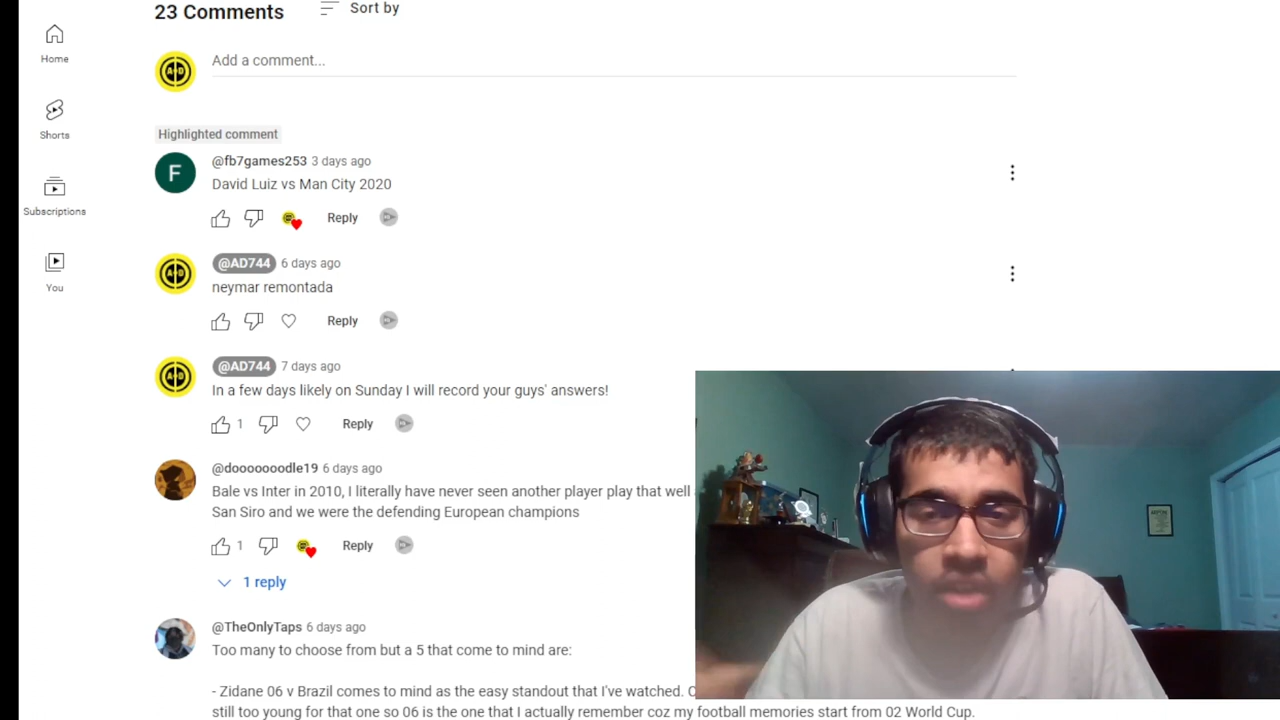 23 Comments
Sort by
Home
Add a comment...
Shorts
Highlighted comment
@fb7games253 3 days ago
F
David Luiz vs Man City 2020
Subscriptions
Reply
@AD744 6 days ago
You
neymar remontada
Reply
@AD744 7 days ago
In a few days likely on Sunday I will record your guys' answers!
1
Reply
@dooooooodle19 6 days ago
Bale vs Inter in 2010, I literally have never seen another player play that well
San Siro and we were the defending European champions
1
Reply
1 reply
@TheOnlyTaps 6 days ago
Too many to choose from but a 5 that come to mind are:
- Zidane 06 v Brazil comes to mind as the easy standout that I've watched.
still too young for that one so 06 is the one that I actually remember coz my football memories start from 02 World Cup.